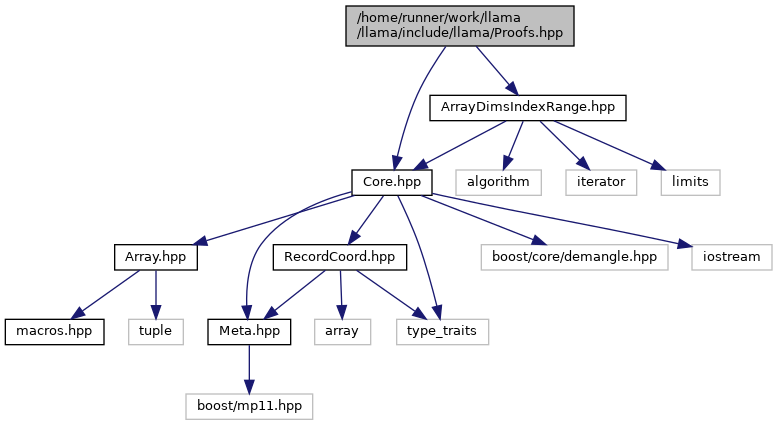 /home/runner/work/llama
/llama/include/llama/Proofs.hpp
ArrayDimsIndexRange.hpp
Core.hpp
algorithm
iterator
limits
Array.hpp
RecordCoord.hpp
boost/core/demangle.hpp
iostream
macros.hpp
tuple
Meta.hpp
array
type_traits
boost/mp11.hpp